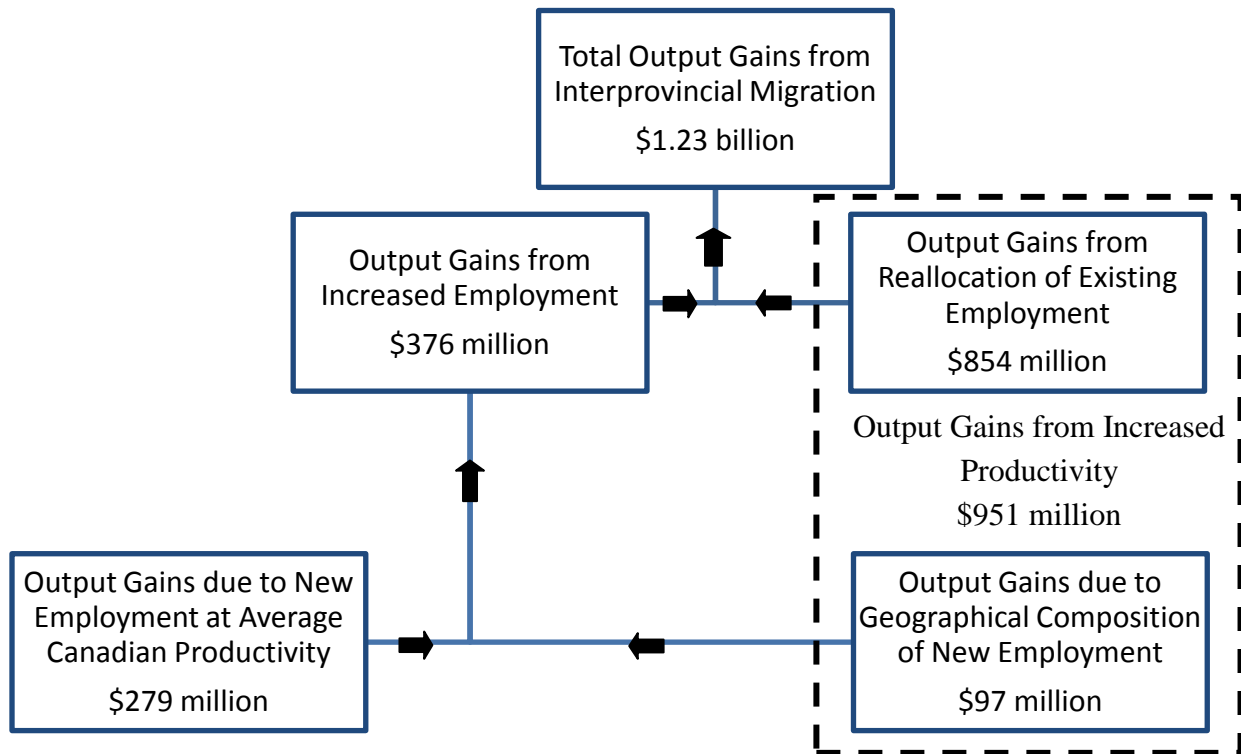 Total Output Gains from
Interprovincial Migration
$1.23 billion
Output Gains from
Increased Employment
$376 million
Output Gains from
Reallocation of Existing
Employment
$854 million
Output Gains from Increased
Productivity
$951 million
Output Gains due to New
Employment at Average
Canadian Productivity
$279 million
Output Gains due to
Geographical Composition
of New Employment
$97 million